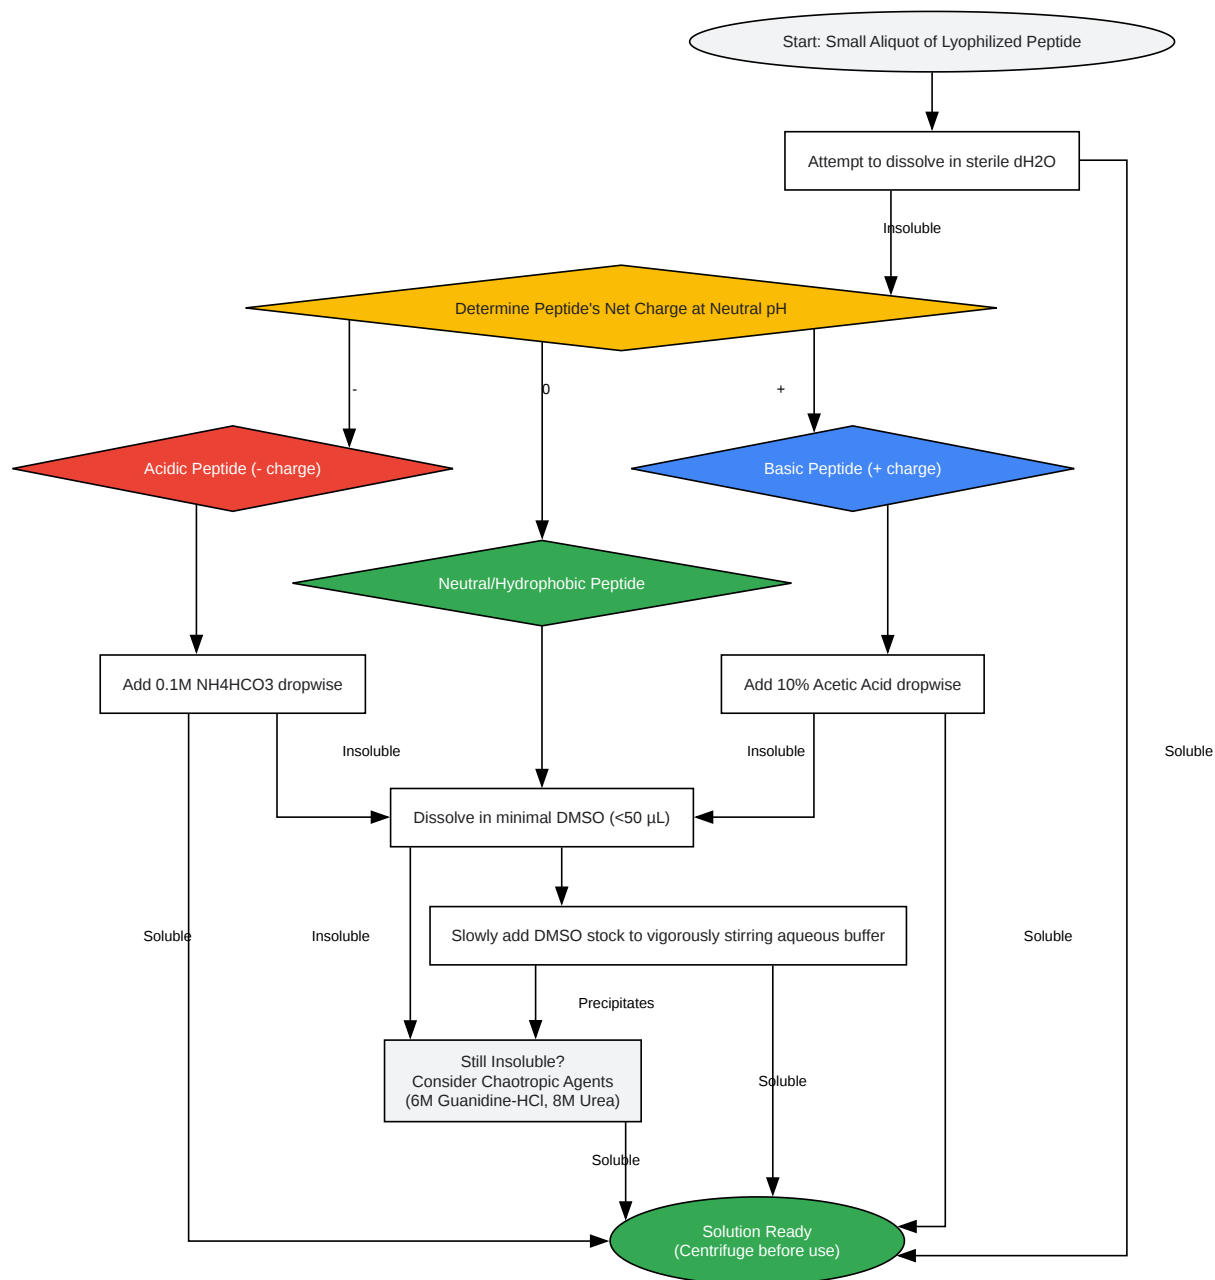 Start: Small Aliquot of Lyophilized Peptide
Attempt to dissolve in sterile dH2O
Insoluble
Determine Peptide's Net Charge at Neutral pH
-
0
+
Acidic Peptide (- charge)
Basic Peptide (+ charge)
Neutral/Hydrophobic Peptide
Add 0.1M NH4HCO3 dropwise
Add 10% Acetic Acid dropwise
Insoluble
Insoluble
Soluble
Dissolve in minimal DMSO (<50 µL)
Soluble
Insoluble
Slowly add DMSO stock to vigorously stirring aqueous buffer
Soluble
Precipitates
Still Insoluble?
Consider Chaotropic Agents
(6M Guanidine-HCl, 8M Urea)
Soluble
Soluble
Solution Ready
(Centrifuge before use)